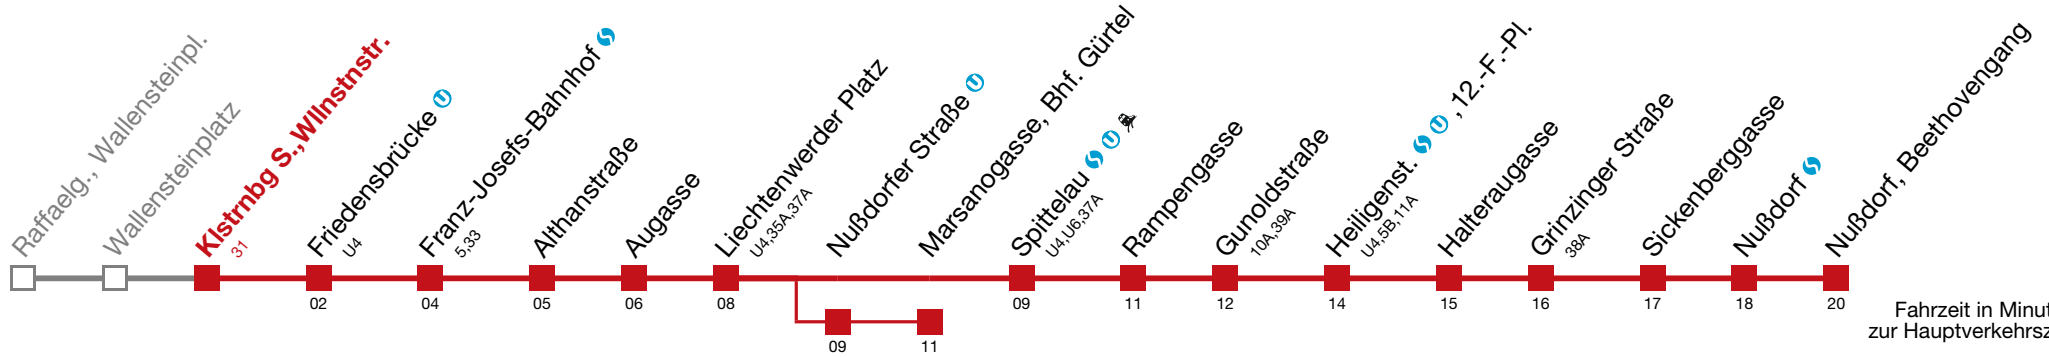 Raffaelg., Wallensteinpl.
Wallensteinplatz
Klstrnbg S.,Wllnstnstr.
31
Friedensbrücke U
U4
Franz-Josefs-Bahnhof S
5,33
Althanstraße
Augasse
Liechtenwerder Platz
U4,35A,37A
Nußdorfer Straße U
Marsanogasse, Bhf. Gürtel
Spittelau S U
U4,U6,37A
Rampengasse
Gunoldstraße
10A,39A
Heiligenst. S U , 12.-F.-Pl.
U4,5B,11A
Halteraugasse
Grinzinger Straße
38A
Sickenberggasse
Nußdorf S
Nußdorf, Beethovengang
02 04 05 06 08 09 11 12 14 15 16 17 18 20
09 11
Fahrzeit in Minut
zur Hauptverkehrsz